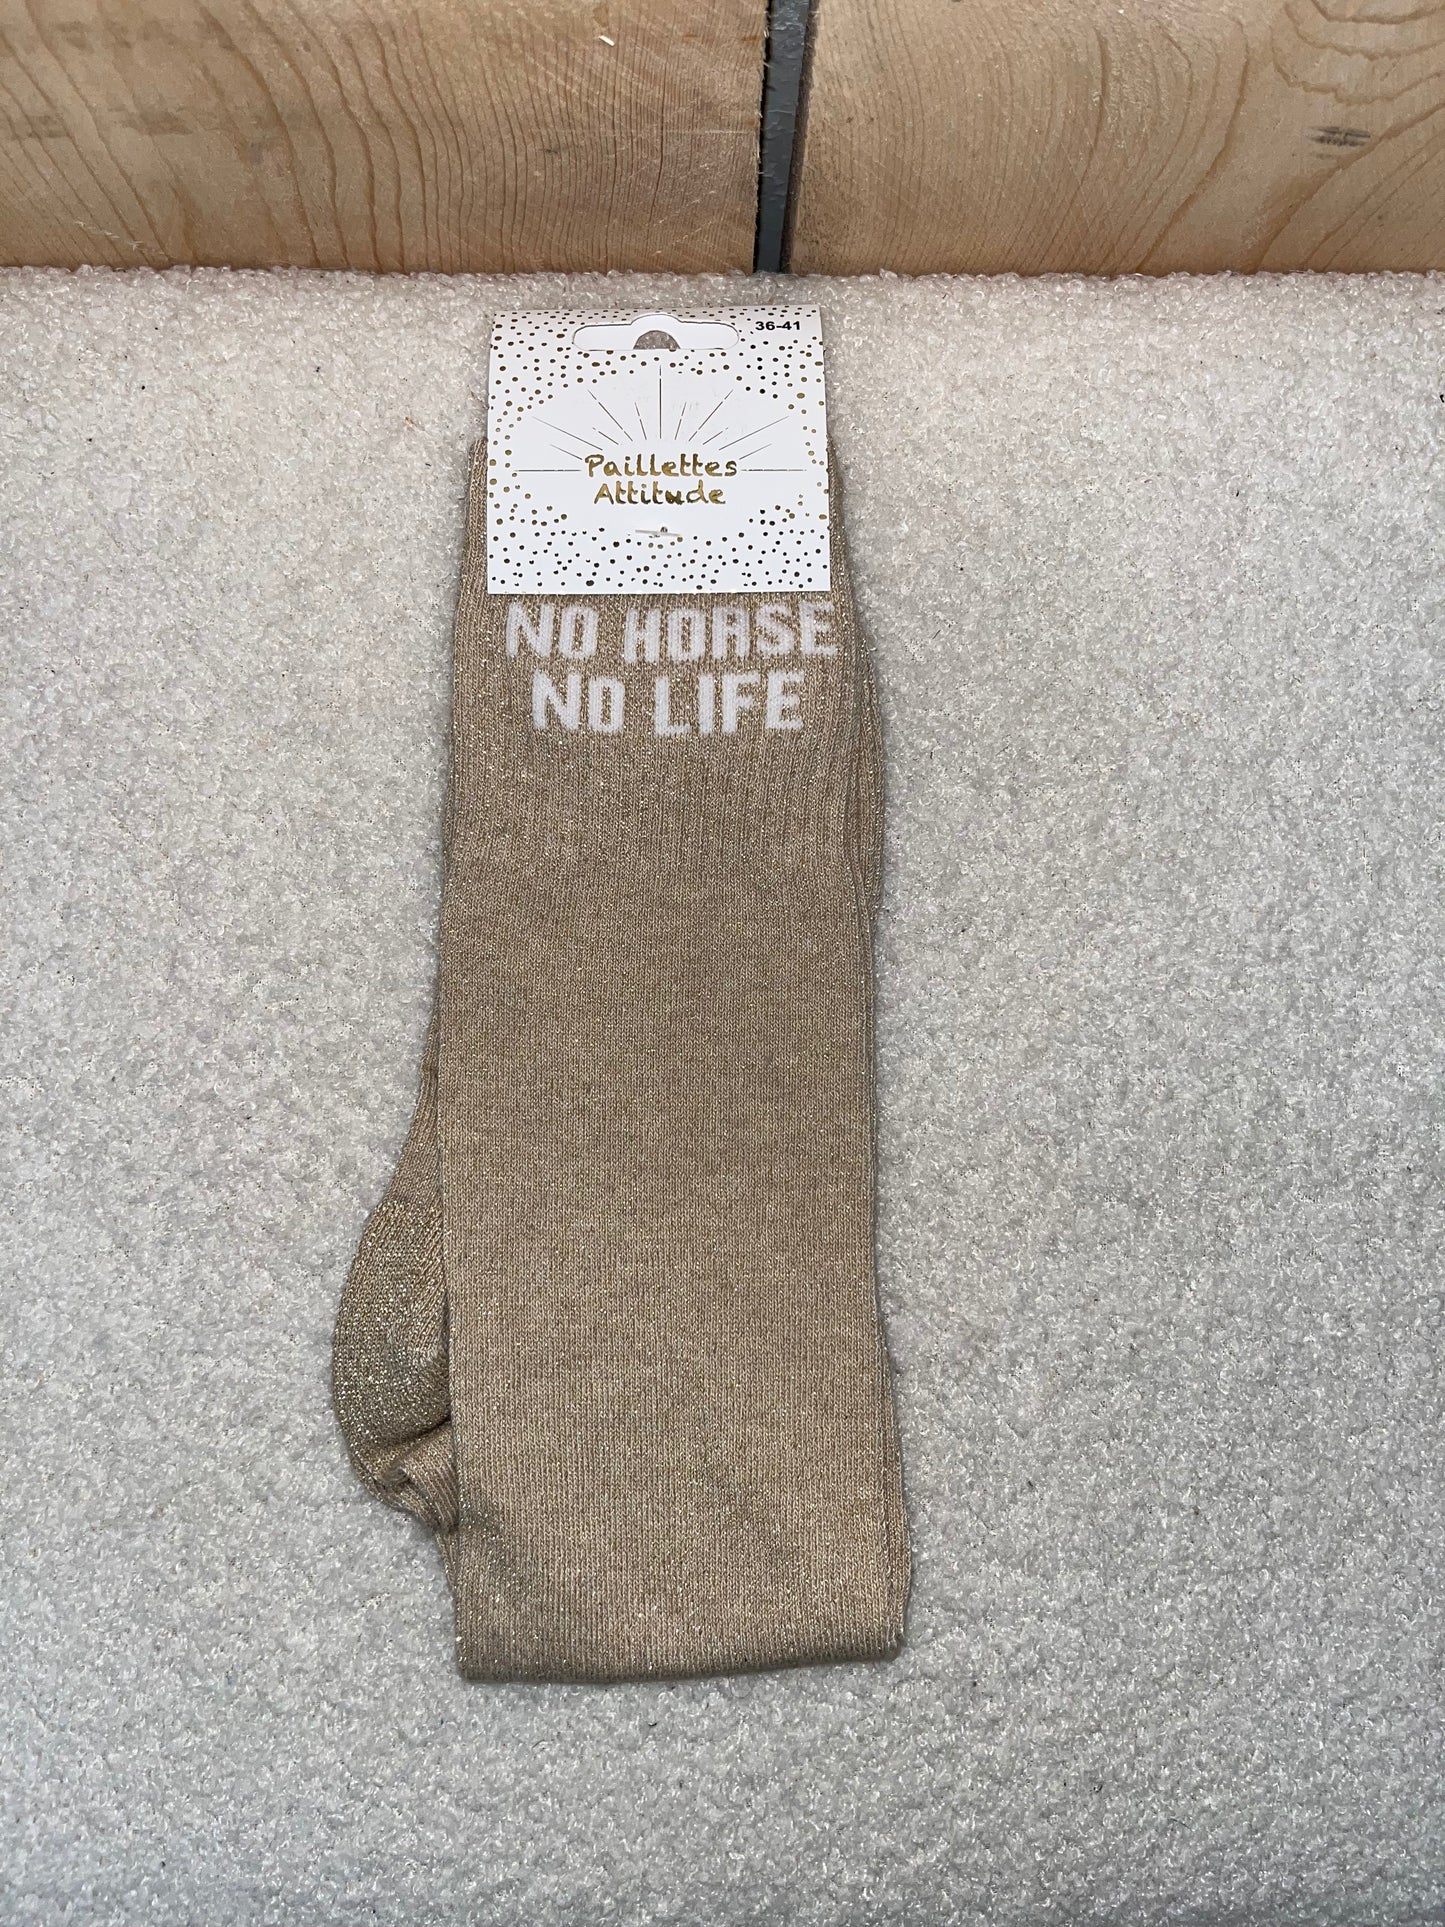 36-41
Paillettes
Attitude
NO HORSE
NO LIFE